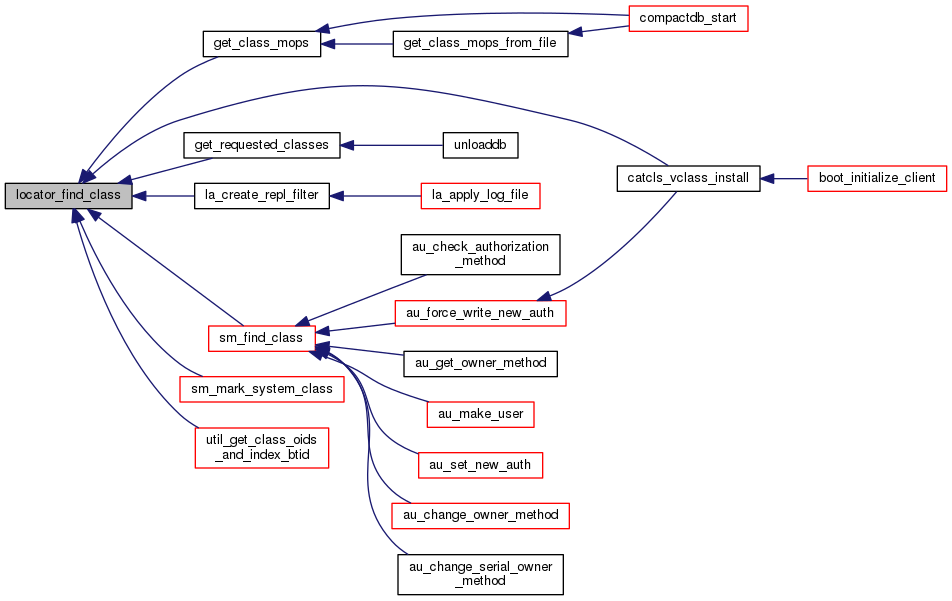 compactdb_start
get_class_mops
get_class_mops_from_file
get_requested_classes
unloaddb
catcls_vclass_install
boot_initialize_client
locator_find_class
la_create_repl_filter
la_apply_log_file
au_check_authorization
_method
au_force_write_new_auth
sm_find_class
au_get_owner_method
sm_mark_system_class
au_make_user
util_get_class_oids
_and_index_btid
au_set_new_auth
au_change_owner_method
au_change_serial_owner
_method